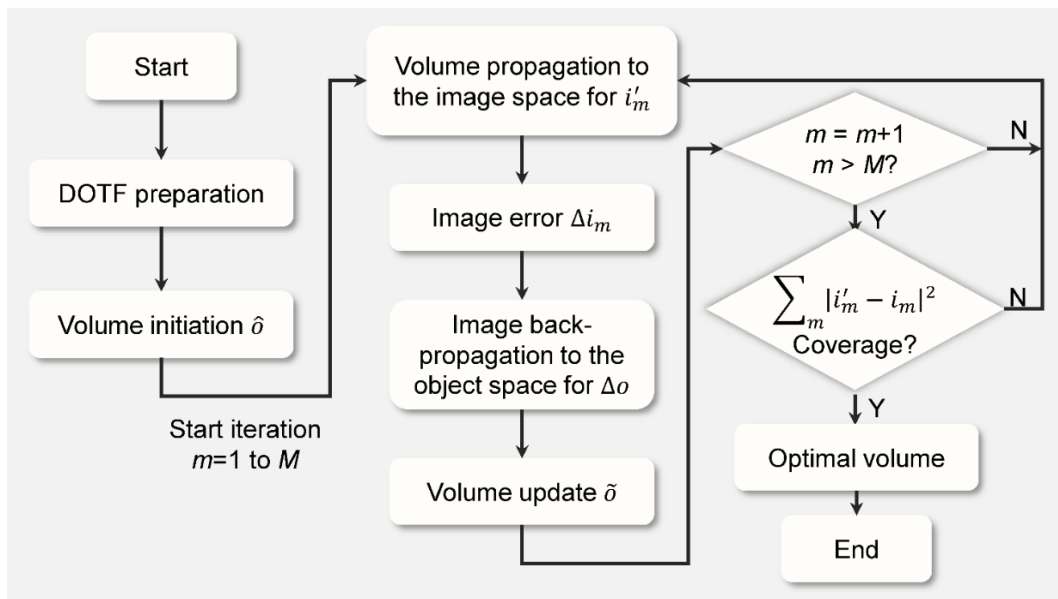 Start
DOTF preparation
Volume initiation ô
Start iteration
m=1 to M
Volume propagation to
the image space for i′ₘ
Image error Δiₘ
Image back-
propagation to the
object space for Δo
Volume update õ
m = m+1
m > M?
N
Y
∑ₘ|i′ₘ − iₘ|²
Coverage?
N
Y
Optimal volume
End